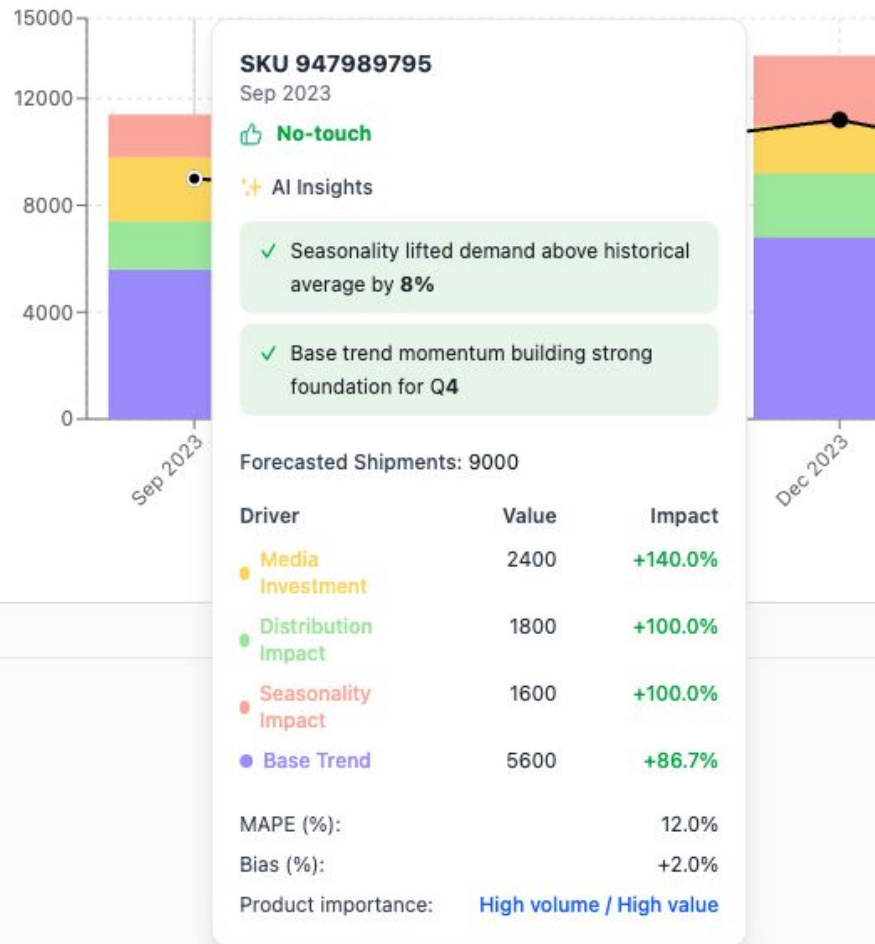 15000
12000
8000
4000
0
Sep 2023
Dec 2023
SKU 947989795
Sep 2023
No-touch
AI Insights
Seasonality lifted demand above historical
average by 8%
Base trend momentum building strong
foundation for Q4
Forecasted Shipments: 9000
Driver Value Impact
Media
Investment 2400 +140.0%
Distribution
Impact 1800 +100.0%
Seasonality
Impact 1600 +100.0%
Base Trend 5600 +86.7%
MAPE (%): 12.0%
Bias (%): +2.0%
Product importance: High volume / High value